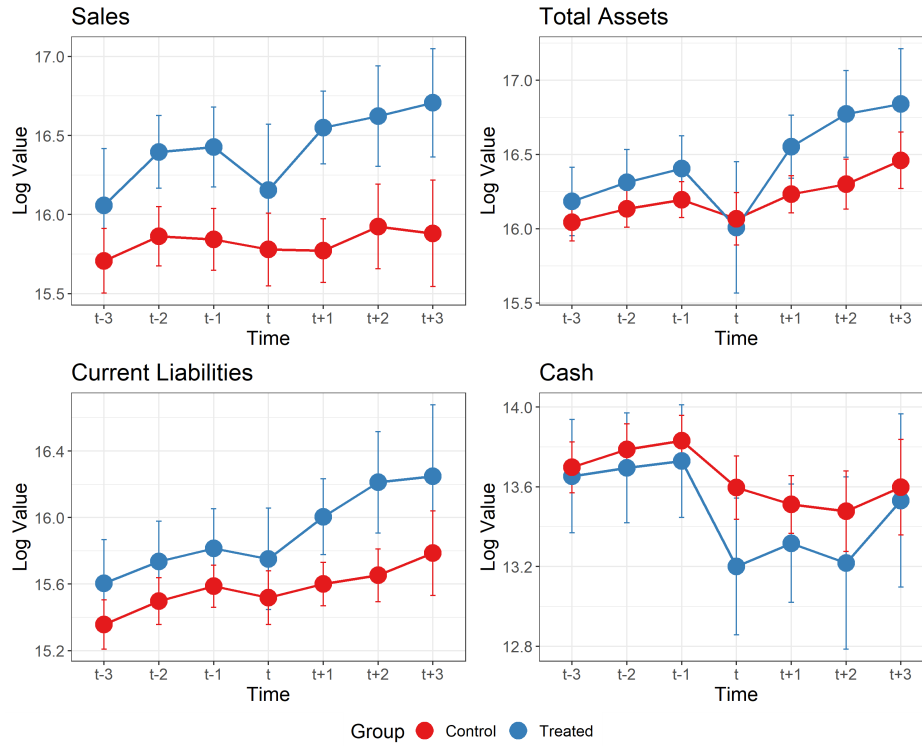 Sales
Log Value
17.0
16.5
16.0
15.5
t-3 t-2 t-1 t t+1 t+2 t+3
Time
Total Assets
Log Value
17.0
16.5
16.0
15.5
t-3 t-2 t-1 t t+1 t+2 t+3
Time
Current Liabilities
Log Value
16.4
16.0
15.6
15.2
t-3 t-2 t-1 t t+1 t+2 t+3
Time
Cash
Log Value
14.0
13.6
13.2
12.8
t-3 t-2 t-1 t t+1 t+2 t+3
Time
Group Control Treated